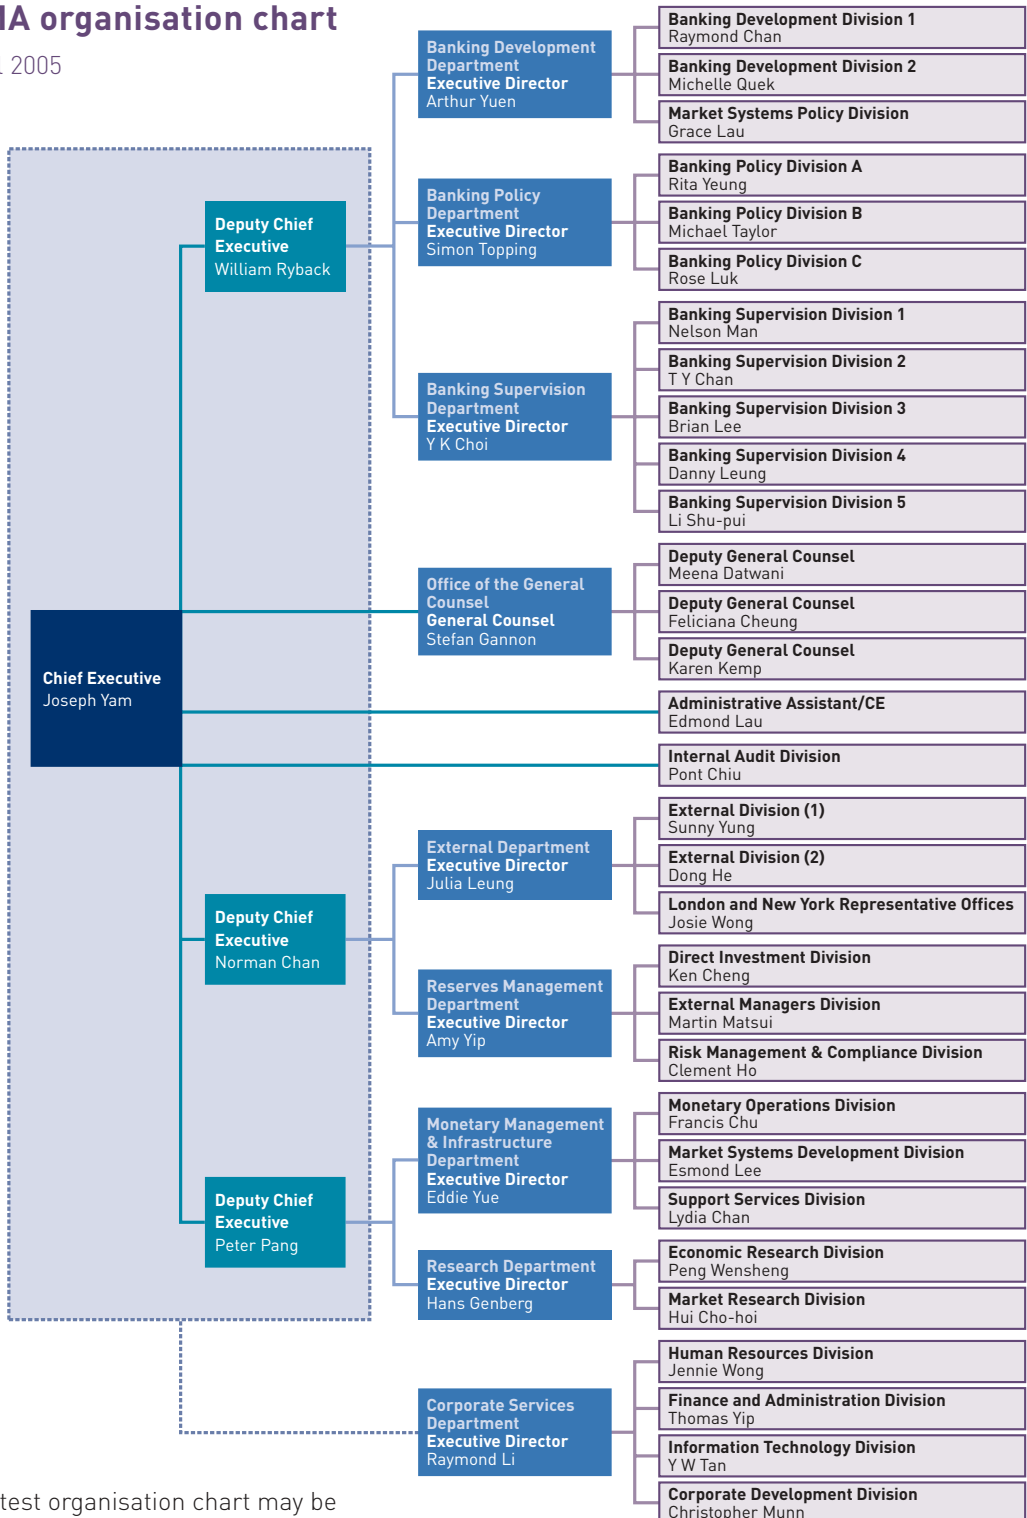 organisation chart
2005
Banking Development
Department
Executive Director
Arthur Yuen
Banking Development Division 1
Raymond Chan
Banking Development Division 2
Michelle Quek
Market Systems Policy Division
Grace Lau
Deputy Chief
Executive
William Ryback
Banking Policy
Department
Executive Director
Simon Topping
Banking Policy Division A
Rita Yeung
Banking Policy Division B
Michael Taylor
Banking Policy Division C
Rose Luk
Banking Supervision
Department
Executive Director
Y K Choi
Banking Supervision Division 1
Nelson Man
Banking Supervision Division 2
T Y Chan
Banking Supervision Division 3
Brian Lee
Banking Supervision Division 4
Danny Leung
Banking Supervision Division 5
Li Shu-pui
Chief Executive
Joseph Yam
Office of the General
Counsel
General Counsel
Stefan Gannon
Deputy General Counsel
Meena Datwani
Deputy General Counsel
Feliciana Cheung
Deputy General Counsel
Karen Kemp
Administrative Assistant/CE
Edmond Lau
Internal Audit Division
Pont Chiu
Deputy Chief
Executive
Norman Chan
External Department
Executive Director
Julia Leung
External Division (1)
Sunny Yung
External Division (2)
Dong He
London and New York Representative Offices
Josie Wong
Reserves Management
Department
Executive Director
Amy Yip
Direct Investment Division
Ken Cheng
External Managers Division
Martin Matsui
Risk Management & Compliance Division
Clement Ho
Deputy Chief
Executive
Peter Pang
Monetary Management
& Infrastructure
Department
Executive Director
Eddie Yue
Monetary Operations Division
Francis Chu
Market Systems Development Division
Esmond Lee
Support Services Division
Lydia Chan
Research Department
Executive Director
Hans Genberg
Economic Research Division
Peng Wensheng
Market Research Division
Hui Cho-hoi
Corporate Services
Department
Executive Director
Raymond Li
Human Resources Division
Jennie Wong
Finance and Administration Division
Thomas Yip
Information Technology Division
Y W Tan
Corporate Development Division
Christopher Munn
test organisation chart may be